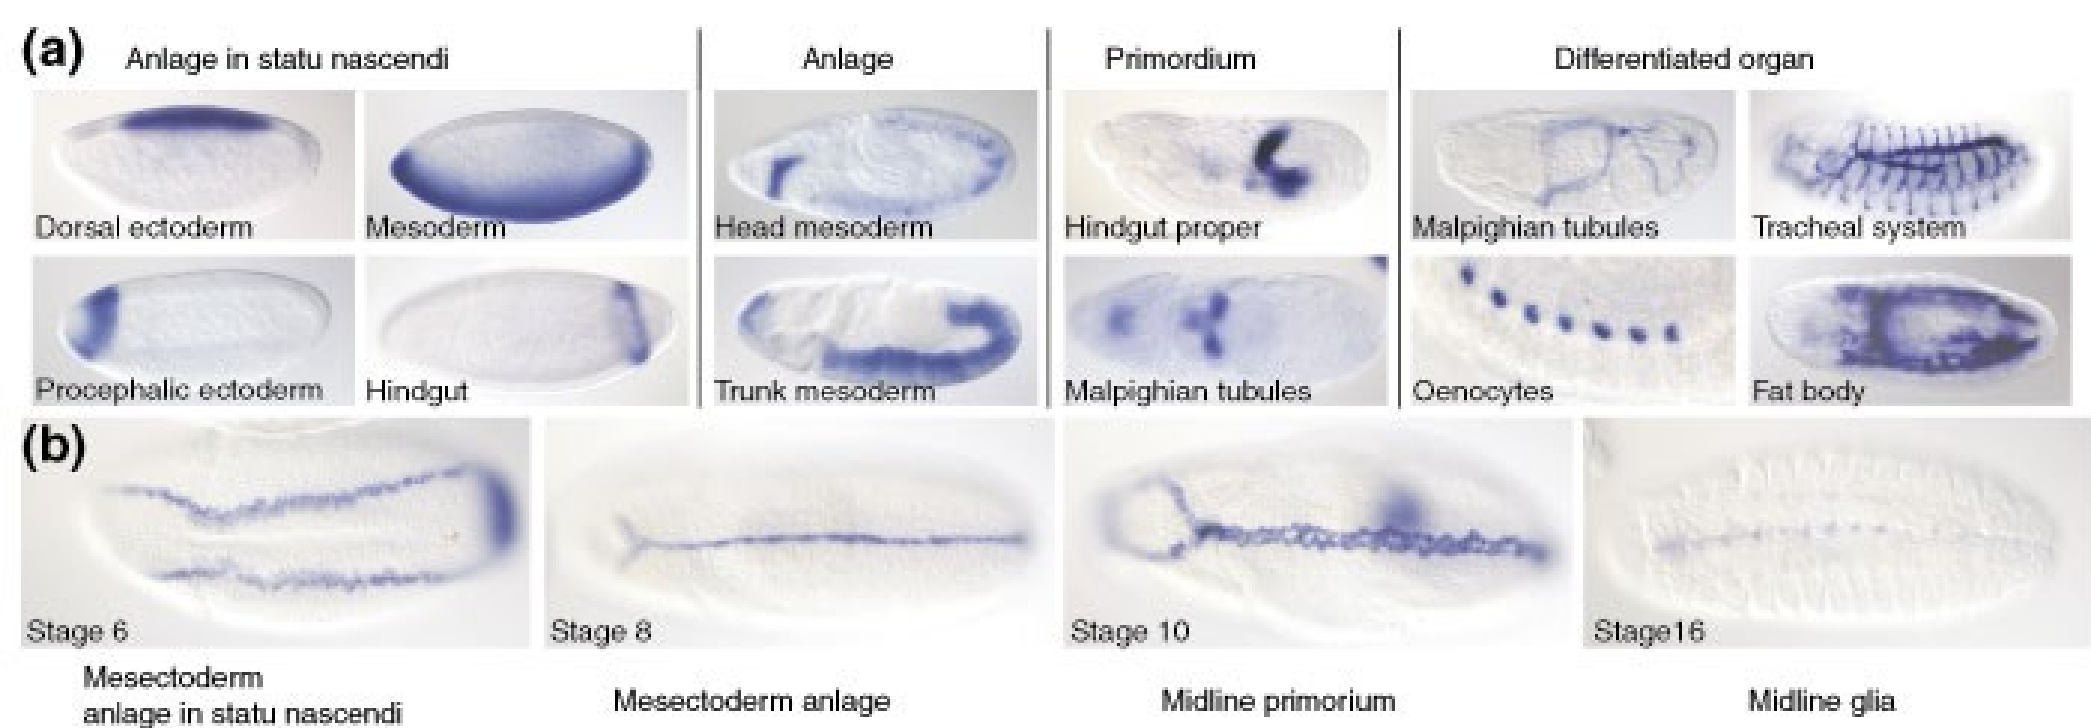 (a)
Anlage in statu nascendi
Anlage
Primordium
Differentiated organ
Dorsal ectoderm
Mesoderm
Head mesoderm
Hindgut proper
Malpighian tubules
Tracheal system
Procephalic ectoderm
Hindgut
Trunk mesoderm
Malpighian tubules
Oenocytes
Fat body
(b)
Stage 6
Stage 8
Stage 10
Stage16
Mesectoderm
anlage in statu nascendi
Mesectoderm anlage
Midline primorium
Midline glia